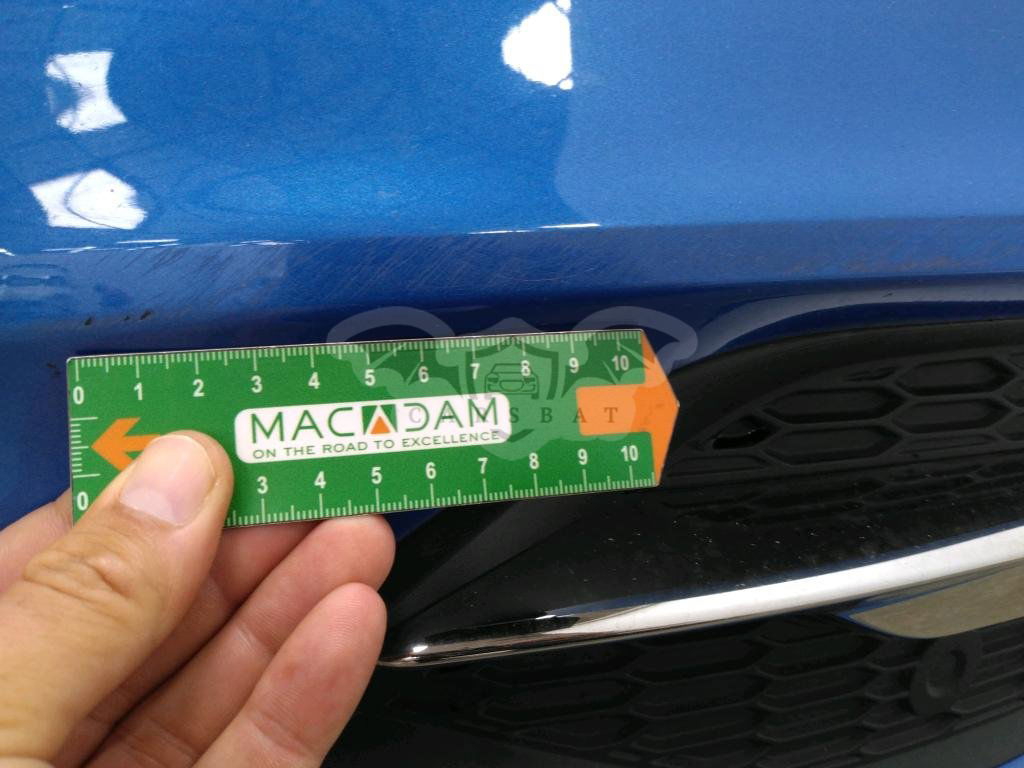 0 1 2 3 4 5 6 7 8 9 10
MACADAM
CARSBAT
ON THE ROAD TO EXCELLENCE
0 3 4 5 6 7 8 9 10